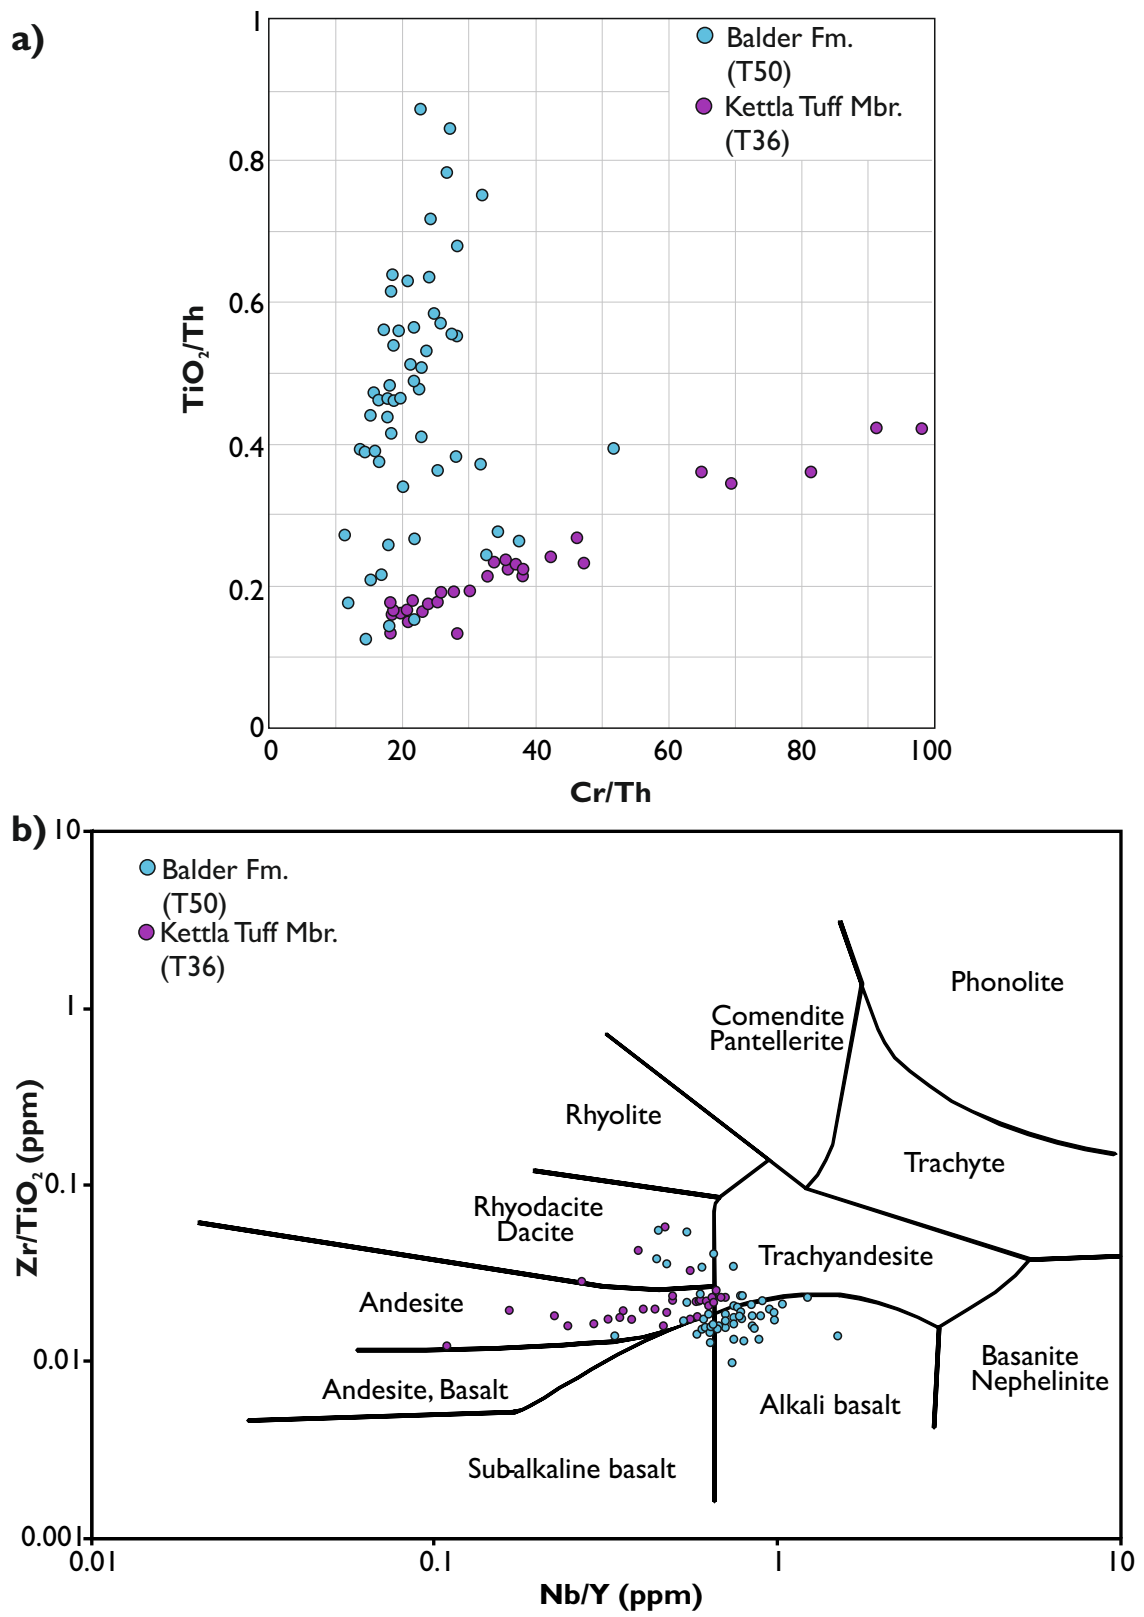 a)
1
0.8
0.6
0.4
0.2
0
TiO₂/Th
Balder Fm.
(T50)
Kettla Tuff Mbr.
(T36)
0 20 40 60 80 100
Cr/Th
b)
10
1
0.1
0.01
0.001
Zr/TiO₂ (ppm)
Balder Fm.
(T50)
Kettla Tuff Mbr.
(T36)
Phonolite
Comendite
Pantellerite
Rhyolite
Trachyte
Rhyodacite
Dacite
Trachyandesite
Andesite
Basanite
Nephelinite
Andesite, Basalt
Alkali basalt
Sub-alkaline basalt
0.01 0.1 1 10
Nb/Y (ppm)